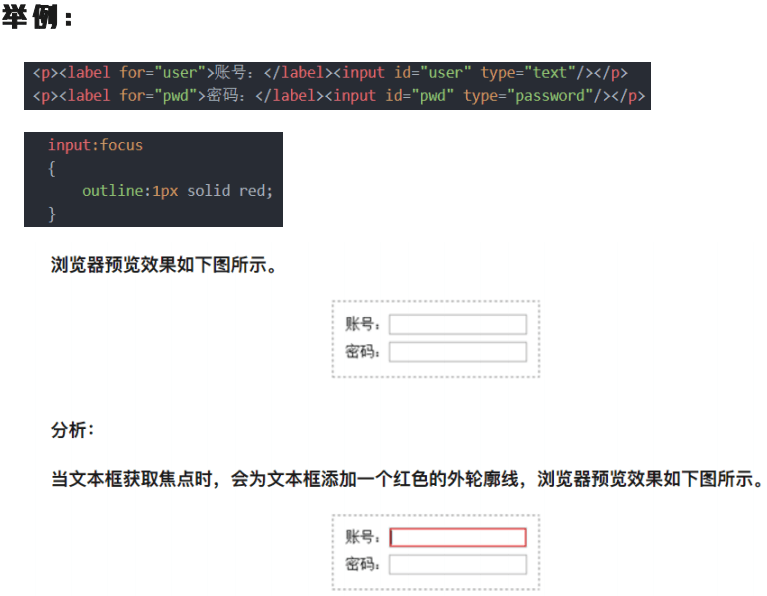 举例：
<p><label for="user">账号：</label><input id="user" type="text"/></p>
<p><label for="pwd">密码：</label><input id="pwd" type="password"/></p>
input:focus
{
    outline:1px solid red;
}
浏览器预览效果如下图所示。
账号：
密码：
分析：
当文本框获取焦点时，会为文本框添加一个红色的外轮廓线，浏览器预览效果如下图所示。
账号：
密码：